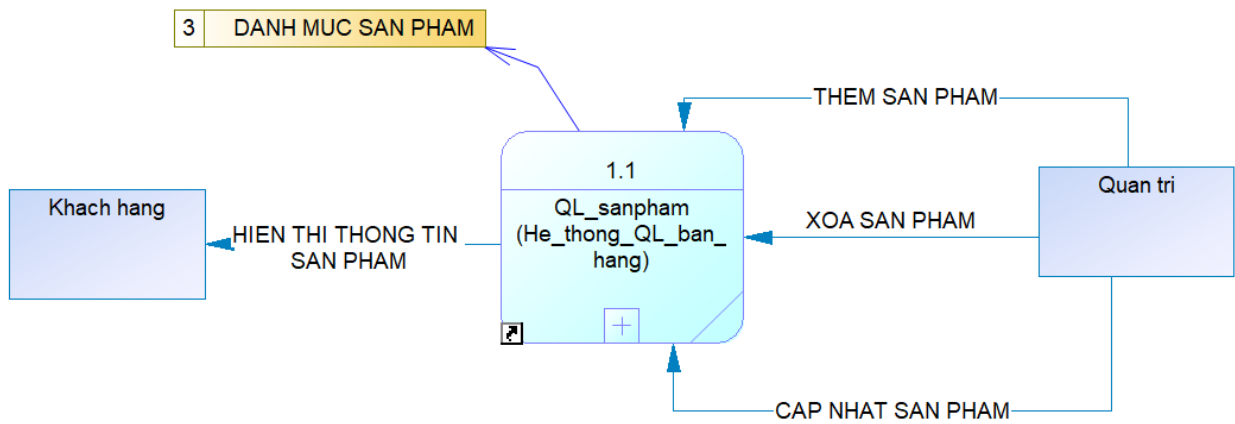 3 DANH MUC SAN PHAM
THEM SAN PHAM
1.1
Quan tri
Khach hang
QL_sanpham
(He_thong_QL_ban_
hang)
XOA SAN PHAM
HIEN THI THONG TIN
SAN PHAM
CAP NHAT SAN PHAM